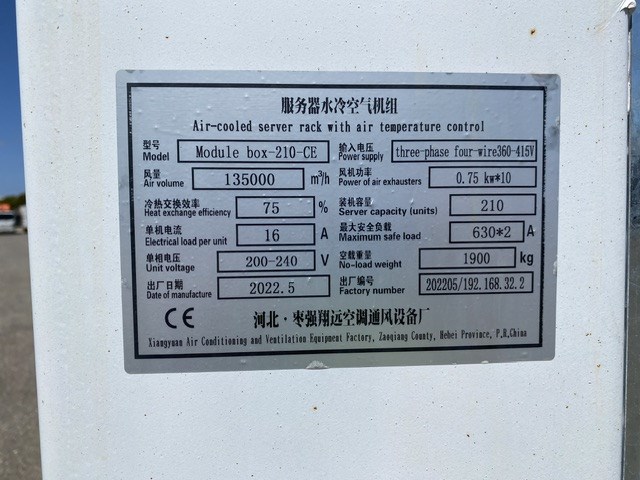 服务器水冷空气机组
Air-cooled server rack with air temperature control
型号 Model Module box-210-CE 输入电压 Power supply three-phase four-wire360-415V
风量 Air volume 135000 m³/h 风机功率 Power of air exhausters 0.75 kw*10
冷热交换效率 Heat exchange efficiency 75 % 装机容量 Server capacity (units) 210
单机电流 Electrical load per unit 16 A 最大安全负载 Maximum safe load 630*2 A
单相电压 Unit voltage 200-240 V 空载重量 No-load weight 1900 kg
出厂日期 Date of manufacture 2022.5 出厂编号 Factory number 202205/192.168.32.2
CE 河北·枣强翔远空调通风设备厂
Xiangyuan Air Conditioning and Ventilation Equipment Factory, Zaoqiang County, Hebei Province, P.R.China